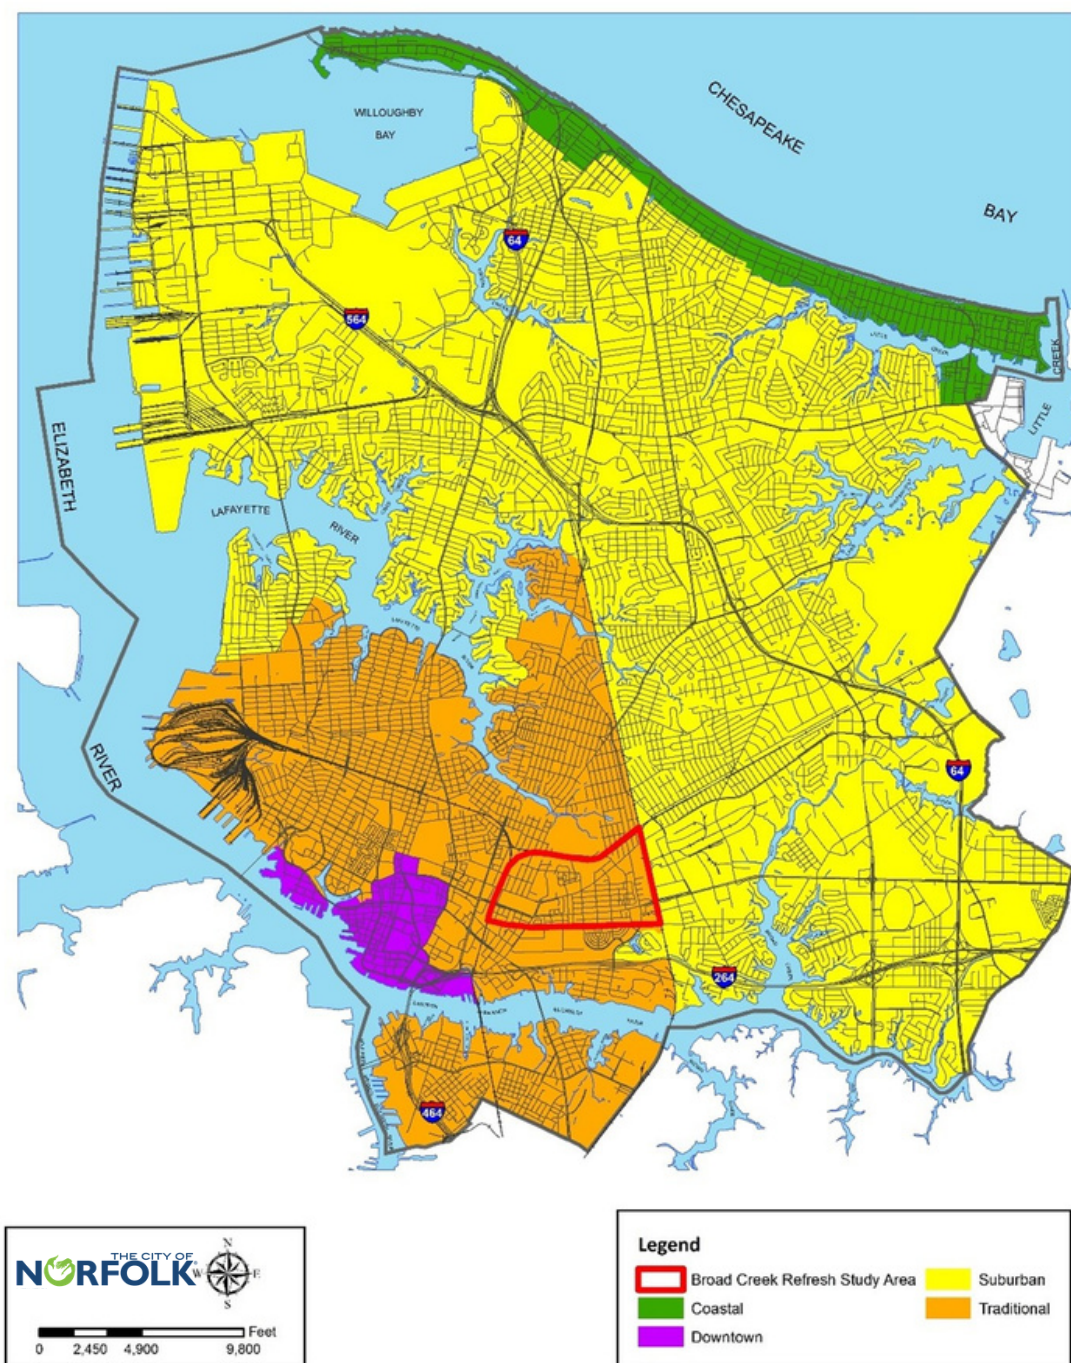 CHESAPEAKE
WILLOUGHBY
BAY
BAY
64
564
CREEK
LITTLE
ELIZABETH
LAFAYETTE
RIVER
RIVER
64
264
464
THE CITY OF
NORFOLK
N
W E
S
Feet
0 2,450 4,900 9,800
Legend
Broad Creek Refresh Study Area
Suburban
Coastal
Traditional
Downtown